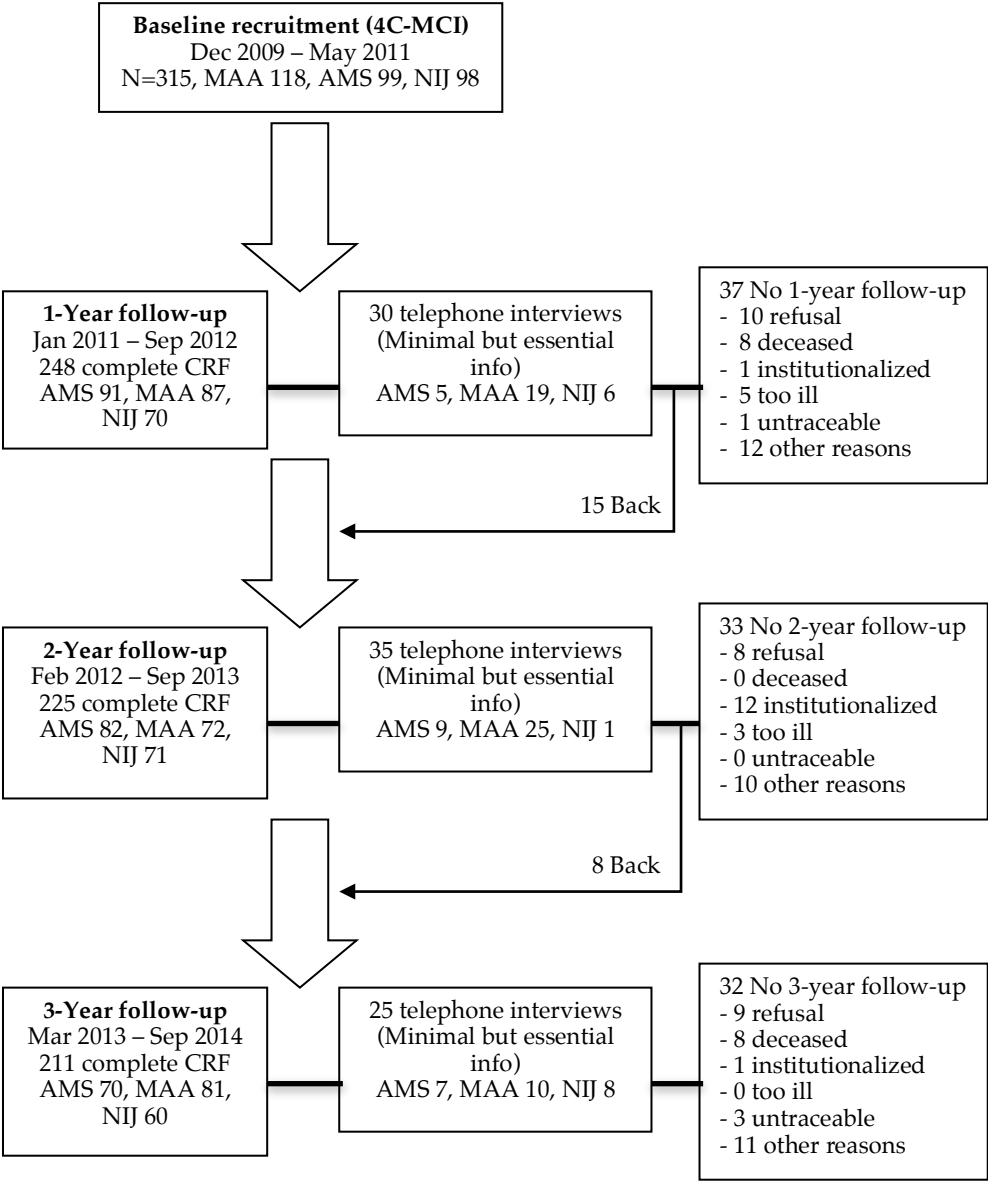 Baseline recruitment (4C-MCI)
Dec 2009 – May 2011
N=315, MAA 118, AMS 99, NIJ 98
1-Year follow-up
Jan 2011 – Sep 2012
248 complete CRF
AMS 91, MAA 87,
NIJ 70
30 telephone interviews
(Minimal but essential
info)
AMS 5, MAA 19, NIJ 6
37 No 1-year follow-up
- 10 refusal
- 8 deceased
- 1 institutionalized
- 5 too ill
- 1 untraceable
- 12 other reasons
15 Back
2-Year follow-up
Feb 2012 – Sep 2013
225 complete CRF
AMS 82, MAA 72,
NIJ 71
35 telephone interviews
(Minimal but essential
info)
AMS 9, MAA 25, NIJ 1
33 No 2-year follow-up
- 8 refusal
- 0 deceased
- 12 institutionalized
- 3 too ill
- 0 untraceable
- 10 other reasons
8 Back
3-Year follow-up
Mar 2013 – Sep 2014
211 complete CRF
AMS 70, MAA 81,
NIJ 60
25 telephone interviews
(Minimal but essential
info)
AMS 7, MAA 10, NIJ 8
32 No 3-year follow-up
- 9 refusal
- 8 deceased
- 1 institutionalized
- 0 too ill
- 3 untraceable
- 11 other reasons